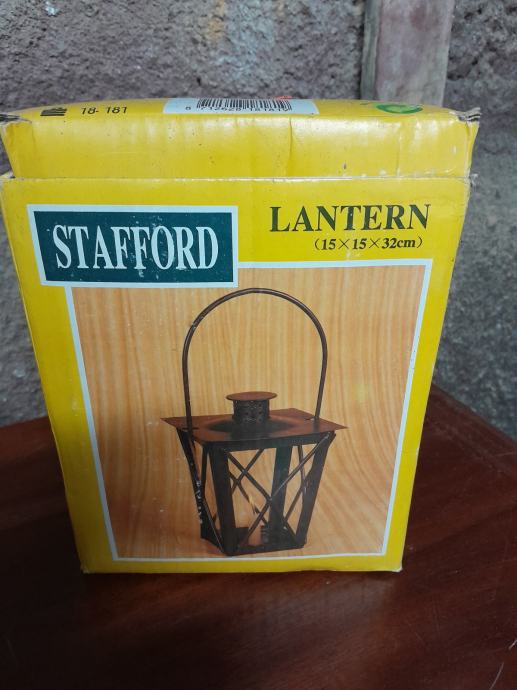 18-181
STAFFORD
LANTERN
(15×15×32cm)